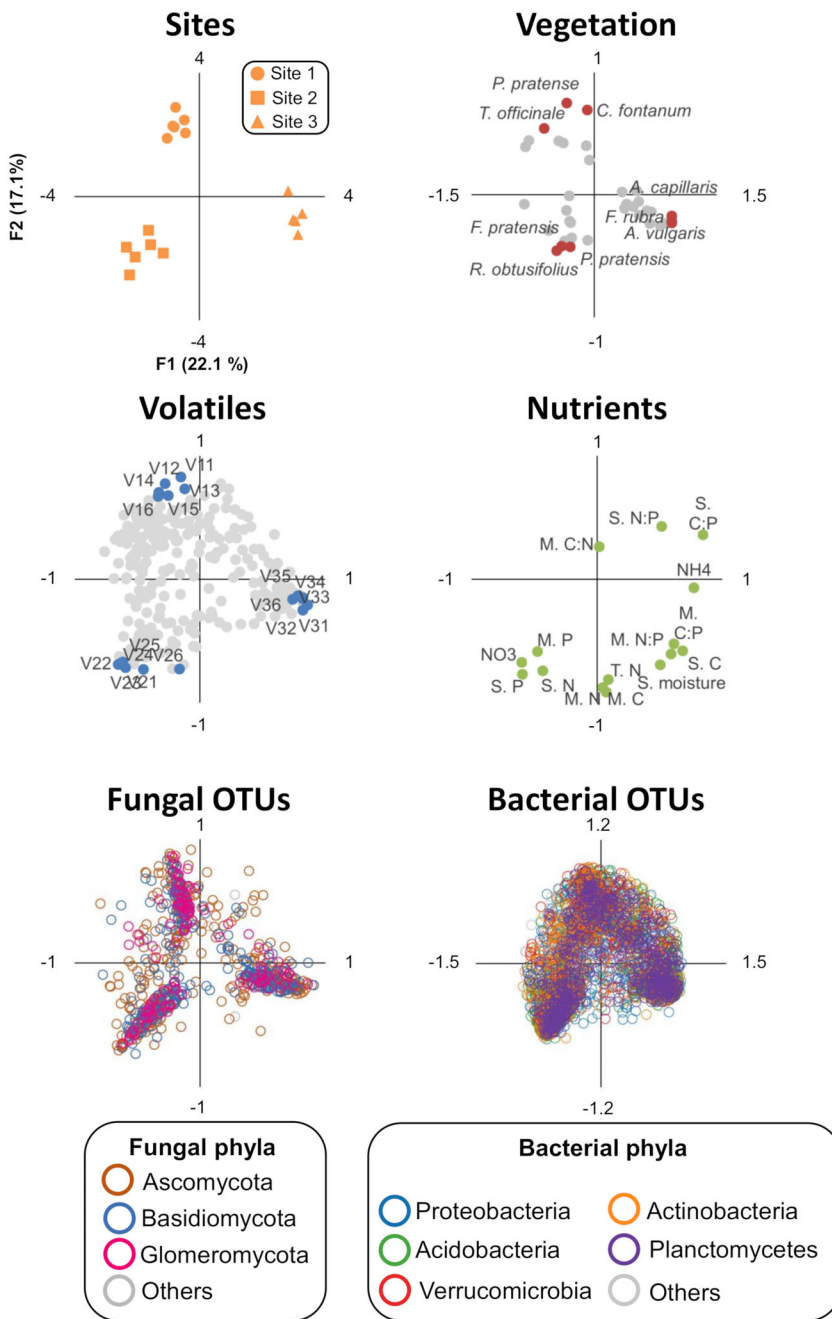 Sites
Vegetation
4
Site 1
Site 2
Site 3
-4
4
F2 (17.1%)
-4
F1 (22.1 %)
1
P. pratense
T. officinale
C. fontanum
A. capillaris
-1.5
1.5
F. rubra
F. pratensis
A. vulgaris
R. obtusifolius
P. pratensis
-1
Volatiles
Nutrients
1
V12
V11
V14
V13
V16
V15
-1
1
V35
V34
V36
V33
V32
V31
V25
V22
V24
V26
V23
V21
-1
1
S. N:P
S.
C:P
M. C:N
-1
1
NH4
M. P
M. N:P
M.
C:P
NO3
S. C
S. P
S. N
T. N
S. moisture
M. N
M. C
-1
Fungal OTUs
Bacterial OTUs
1
-1
1
-1
1.2
-1.5
1.5
-1.2
Fungal phyla
Ascomycota
Basidiomycota
Glomeromycota
Others
Bacterial phyla
Proteobacteria
Actinobacteria
Acidobacteria
Planctomycetes
Verrucomicrobia
Others